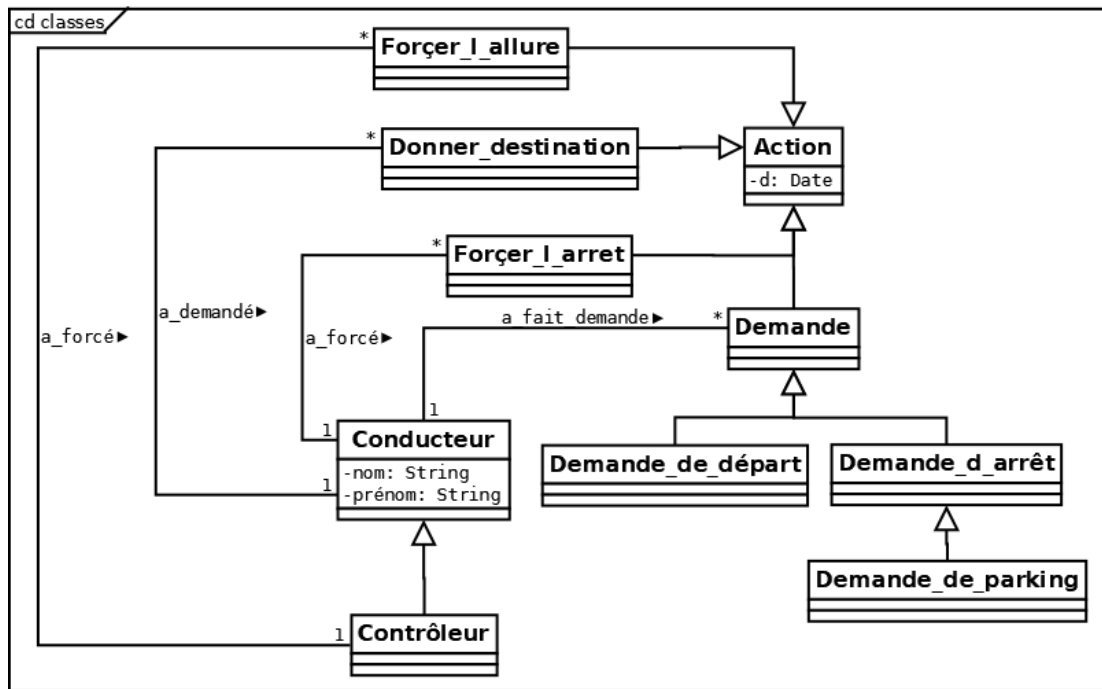 cd classes
*
Forçer_l_allure
*
Donner_destination
Action
-d: Date
*
Forçer_l_arret
a_demandé▶
a_fait_demande▶
*
Demande
a_forcé▶
a_forcé▶
1
1
Conducteur
-nom: String
1
-prénom: String
Demande_de_départ
Demande_d_arrêt
Demande_de_parking
1
Contrôleur